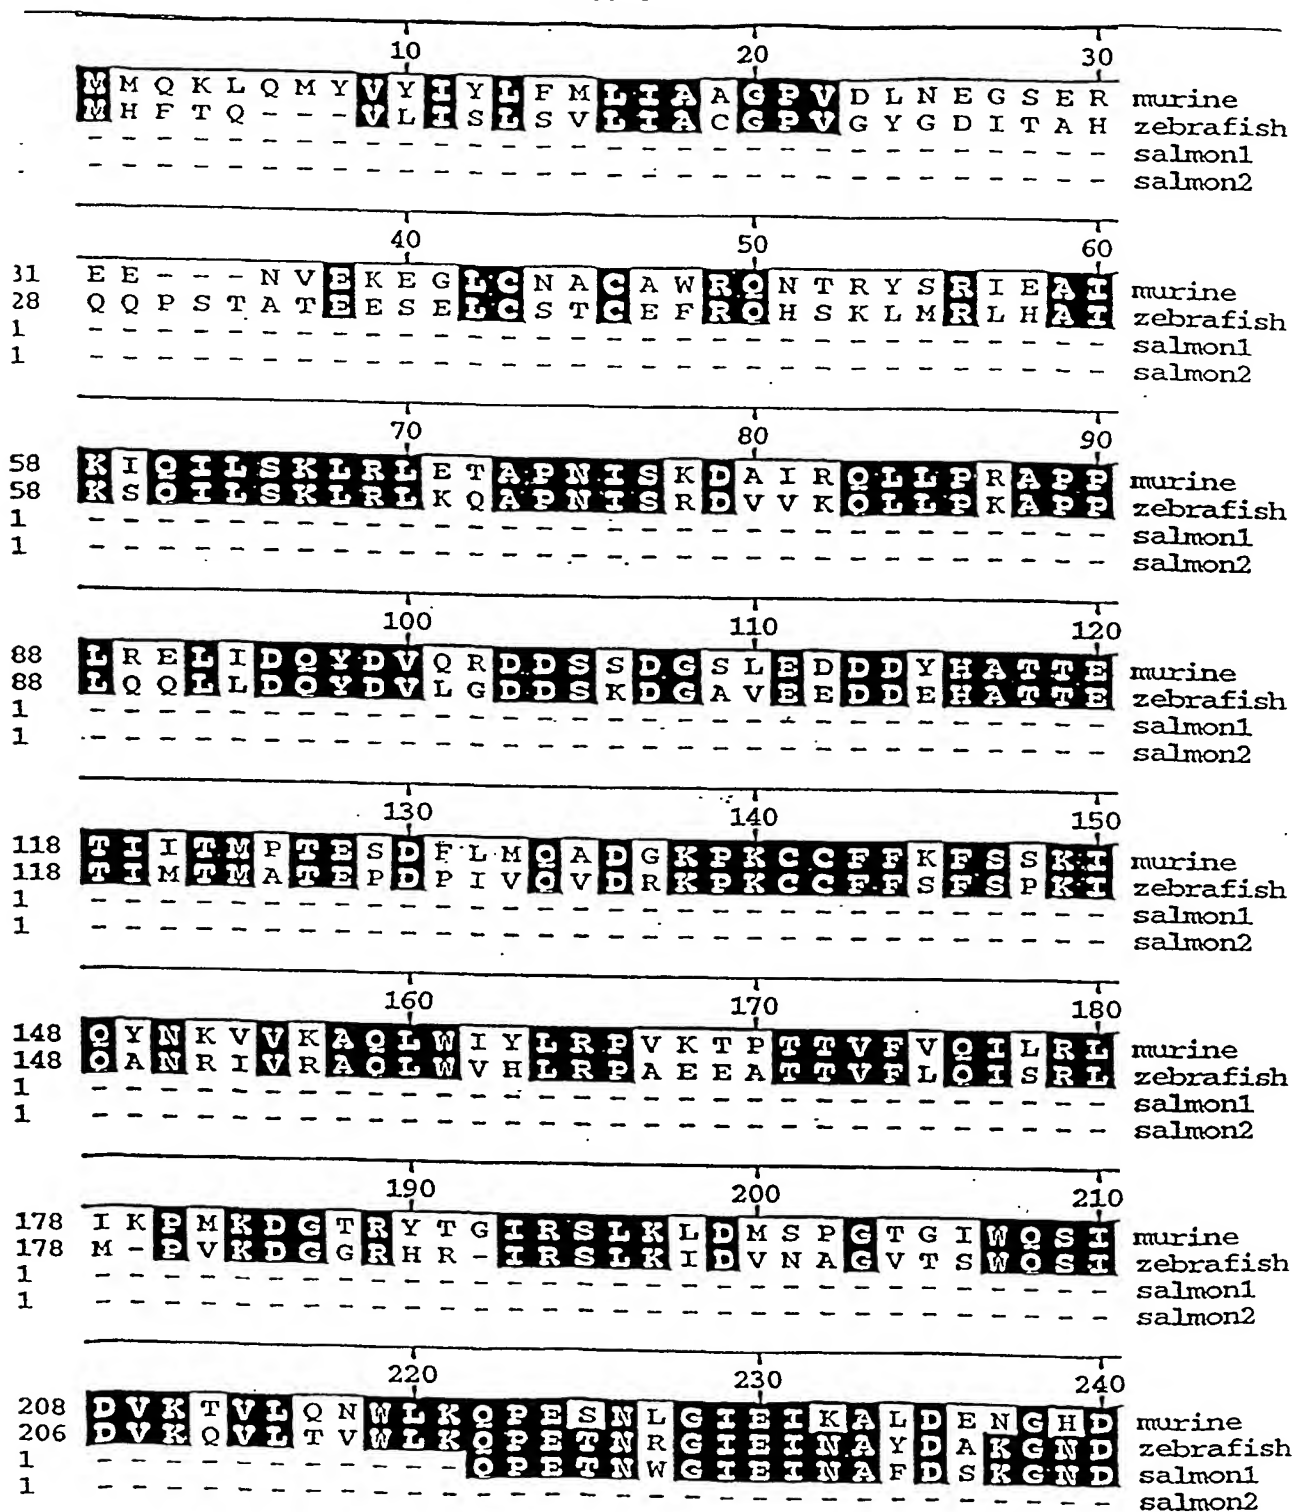 10 20 30
M M Q K L Q M Y V Y I Y L F M L I A A G P V D L N E G S E R murine
M H F T Q - - - V L I S L S V L I A C G P V G Y G D I T A H zebrafish
- - - - - - - - - - - - - - - - - - - - - - - - - - - - - - salmon1
- - - - - - - - - - - - - - - - - - - - - - - - - - - - - - salmon2
40 50 60
31 E E - - - N V E K E G L C N A C A W R Q N T R Y S R I E A I murine
28 Q Q P S T A T E E S E L C S T C E F R Q H S K L M R L H A I zebrafish
1 - - - - - - - - - - - - - - - - - - - - - - - - - - - - - - salmon1
1 - - - - - - - - - - - - - - - - - - - - - - - - - - - - - - salmon2
70 80 90
58 K I Q I L S K L R L E T A P N I S K D A I R Q L L P R A P P murine
58 K S Q I L S K L R L K Q A P N I S R D V V K Q L L P K A P P zebrafish
1 - - - - - - - - - - - - - - - - - - - - - - - - - - - - - - salmon1
1 - - - - - - - - - - - - - - - - - - - - - - - - - - - - - - salmon2
100 110 120
88 L R E L I D Q Y D V Q R D D S S D G S L E D D D Y H A T T E murine
88 L Q Q L L D Q Y D V L G D D S K D G A V E E D D E H A T T E zebrafish
1 - - - - - - - - - - - - - - - - - - - - - - - - - - - - - - salmon1
1 - - - - - - - - - - - - - - - - - - - - - - - - - - - - - - salmon2
130 140 150
118 T I I T M P T E S D F L M Q A D G K P K C C F F K F S S K I murine
118 T I M T M A T E P D P I V Q V D R K P K C C F F S F S P K I zebrafish
1 - - - - - - - - - - - - - - - - - - - - - - - - - - - - - - salmon1
1 - - - - - - - - - - - - - - - - - - - - - - - - - - - - - - salmon2
160 170 180
148 Q Y N K V V K A Q L W I Y L R P V K T P T T V F V Q I L R L murine
148 Q A N R I V R A Q L W V H L R P A E E A T T V F L Q I S R L zebrafish
1 - - - - - - - - - - - - - - - - - - - - - - - - - - - - - - salmon1
1 - - - - - - - - - - - - - - - - - - - - - - - - - - - - - - salmon2
190 200 210
178 I K P M K D G T R Y T G I R S L K L D M S P G T G I W Q S I murine
178 M - P V K D G G R H R - I R S L K I D V N A G V T S W Q S I zebrafish
1 - - - - - - - - - - - - - - - - - - - - - - - - - - - - - - salmon1
1 - - - - - - - - - - - - - - - - - - - - - - - - - - - - - - salmon2
220 230 240
208 D V K T V L Q N W L K Q P E S N L G I E I K A L D E N G H D murine
206 D V K Q V L T V W L K Q P E T N R G I E I N A Y D A K G N D zebrafish
1 - - - - - - - - - - - Q P E T N W G I E I N A F D S K G N D salmon1
1 - - - - - - - - - - - - - - - - - - - - - - - - - - - - - - salmon2